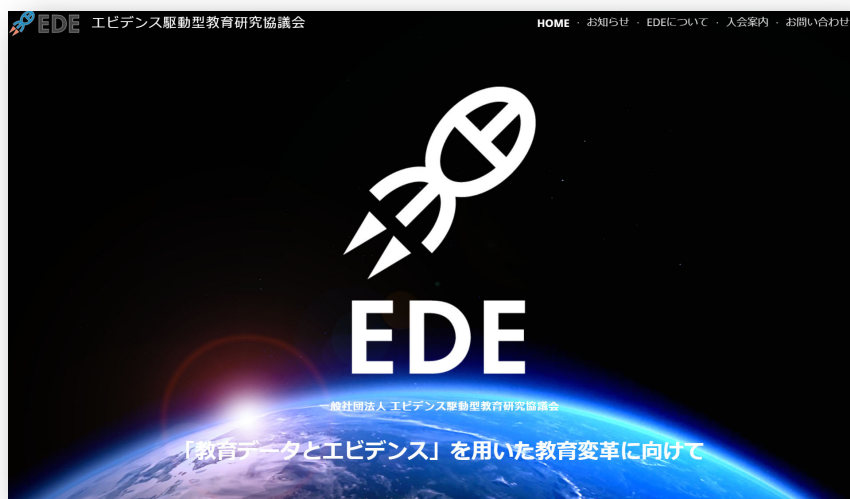 EDE エビデンス駆動型教育研究協議会
HOME · お知らせ · EDEについて · 入会案内 · お問い合わせ
EDE
一般社団法人 エビデンス駆動型教育研究協議会
「教育データとエビデンス」を用いた教育変革に向けて